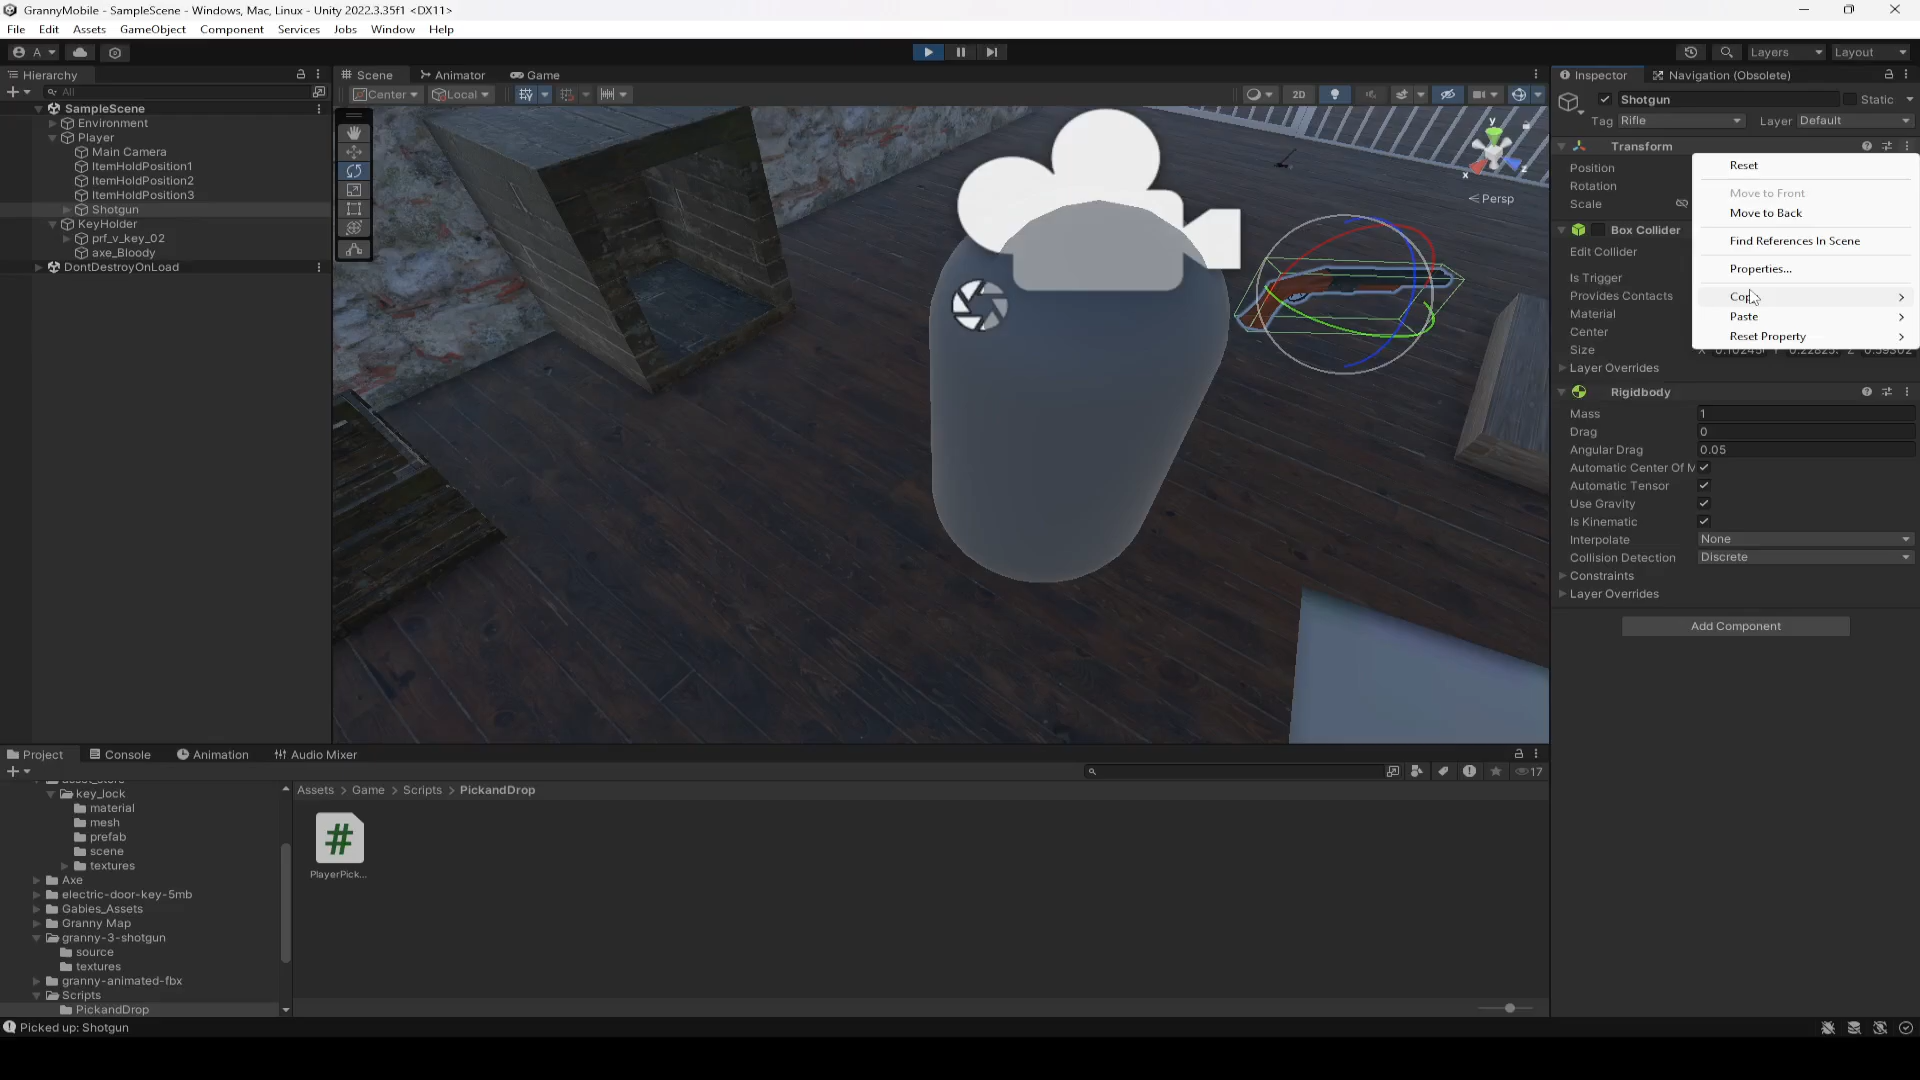 GrannyMobile - SampleScene - Windows, Mac, Linux - Unity 2022.3.35f1 <DX11>
File Edit Assets GameObject Component Services Jobs Window Help
A Layers Layout
Hierarchy
All
SampleScene
Environment
Player
Main Camera
ItemHoldPosition1
ItemHoldPosition2
ItemHoldPosition3
Shotgun
KeyHolder
prf_v_key_02
axe_Bloody
DontDestroyOnLoad
Scene Animator Game
Center Local 2D
y
x
z
Persp
Inspector Navigation (Obsolete)
Shotgun Static
Tag Rifle Layer Default
Transform
Position
Rotation
Scale
Reset
Move to Front
Move to Back
Find References In Scene
Properties...
Paste
Reset Property
Box Collider
Edit Collider
Is Trigger
Provides Contacts
Material
Center
Size
Layer Overrides
Rigidbody
Mass 1
Drag 0
Angular Drag 0.05
Automatic Center Of M
Automatic Tensor
Use Gravity
Is Kinematic
Interpolate None
Collision Detection Discrete
Constraints
Layer Overrides
Add Component
Project Console Animation Audio Mixer
17
key_lock
material
mesh
prefab
scene
textures
Axe
electric-door-key-5mb
Gabies_Assets
Granny Map
granny-3-shotgun
source
textures
granny-animated-fbx
Scripts
PickandDrop
Assets > Game > Scripts > PickandDrop
#
PlayerPick...
Picked up: Shotgun